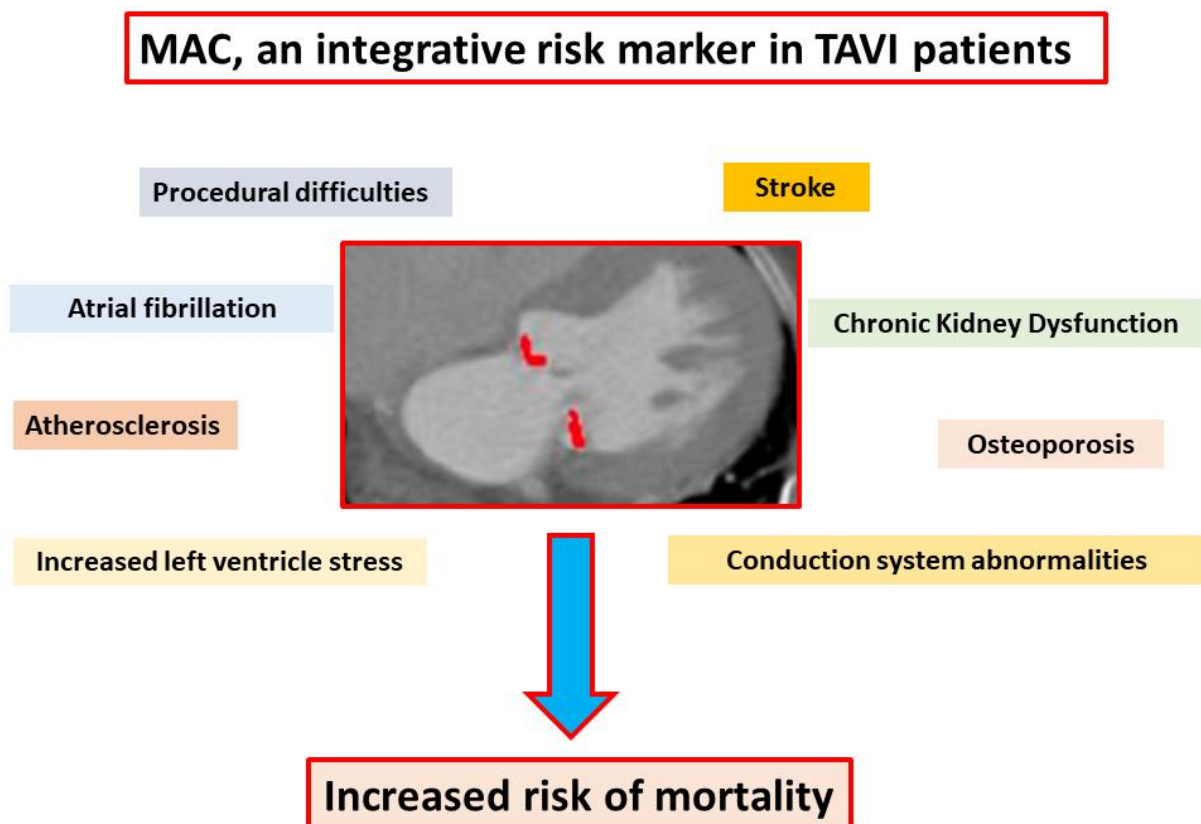 MAC, an integrative risk marker in TAVI patients
Procedural difficulties
Stroke
Atrial fibrillation
Chronic Kidney Dysfunction
Atherosclerosis
Osteoporosis
Increased left ventricle stress
Conduction system abnormalities
Increased risk of mortality